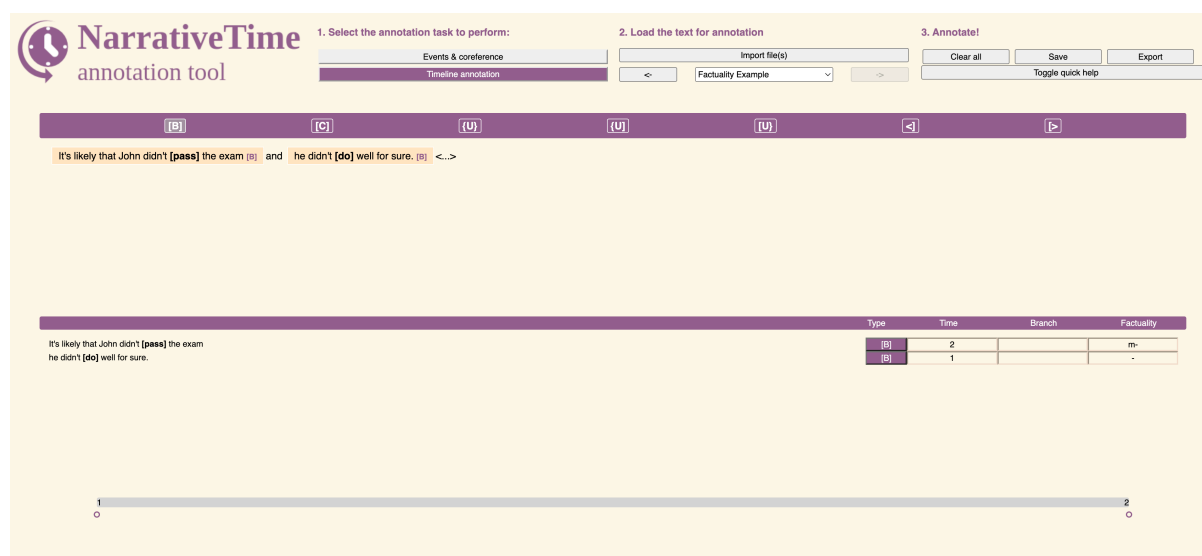 NarrativeTime
annotation tool
1. Select the annotation task to perform:
Events & coreference
Timeline annotation
2. Load the text for annotation
Import file(s)
<- Factuality Example ->
3. Annotate!
Clear all Save Export
Toggle quick help
[B] [C] {U} {U] [U} <] [>
It's likely that John didn't [pass] the exam [B] and he didn't [do] well for sure. [B] <...>
Type Time Branch Factuality
It's likely that John didn't [pass] the exam [B] 2 m-
he didn't [do] well for sure. [B] 1 -
1 2